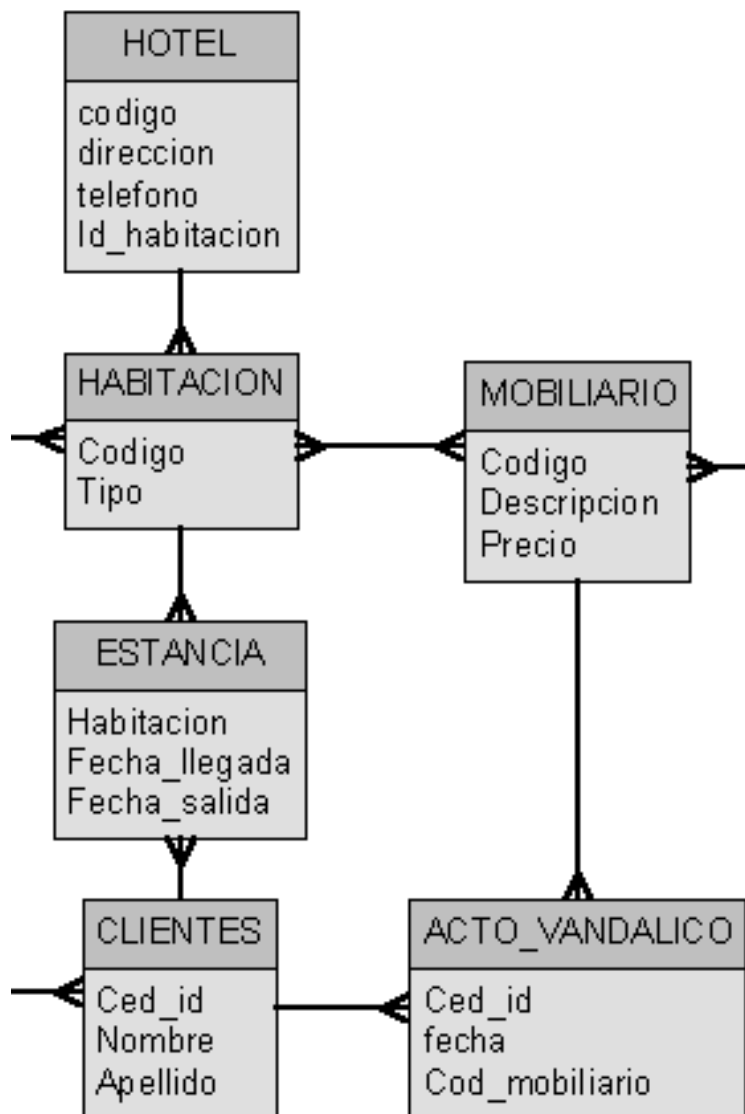 HOTEL
codigo
direccion
telefono
Id_habitacion
HABITACION
Codigo
Tipo
MOBILIARIO
Codigo
Descripcion
Precio
ESTANCIA
Habitacion
Fecha_llegada
Fecha_salida
CLIENTES
Ced_id
Nombre
Apellido
ACTO_VANDALICO
Ced_id
fecha
Cod_mobiliario